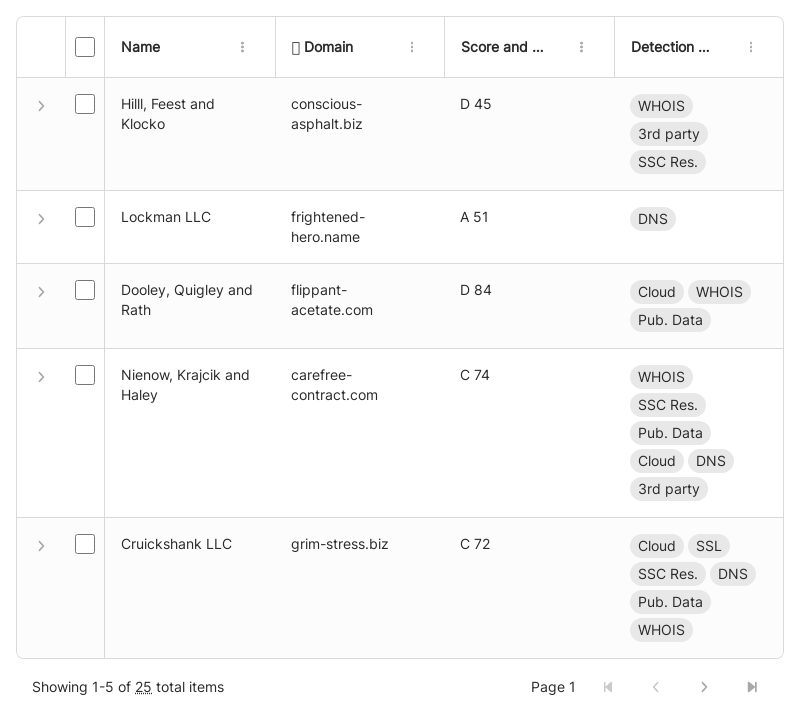 Name Domain Score and ... Detection ...
Hilll, Feest and
Klocko
conscious-
asphalt.biz
D 45
WHOIS
3rd party
SSC Res.
Lockman LLC
frightened-
hero.name
A 51
DNS
Dooley, Quigley and
Rath
flippant-
acetate.com
D 84
Cloud WHOIS
Pub. Data
Nienow, Krajcik and
Haley
carefree-
contract.com
C 74
WHOIS
SSC Res.
Pub. Data
Cloud DNS
3rd party
Cruickshank LLC
grim-stress.biz
C 72
Cloud SSL
SSC Res. DNS
Pub. Data
WHOIS
Showing 1-5 of 25 total items
Page 1